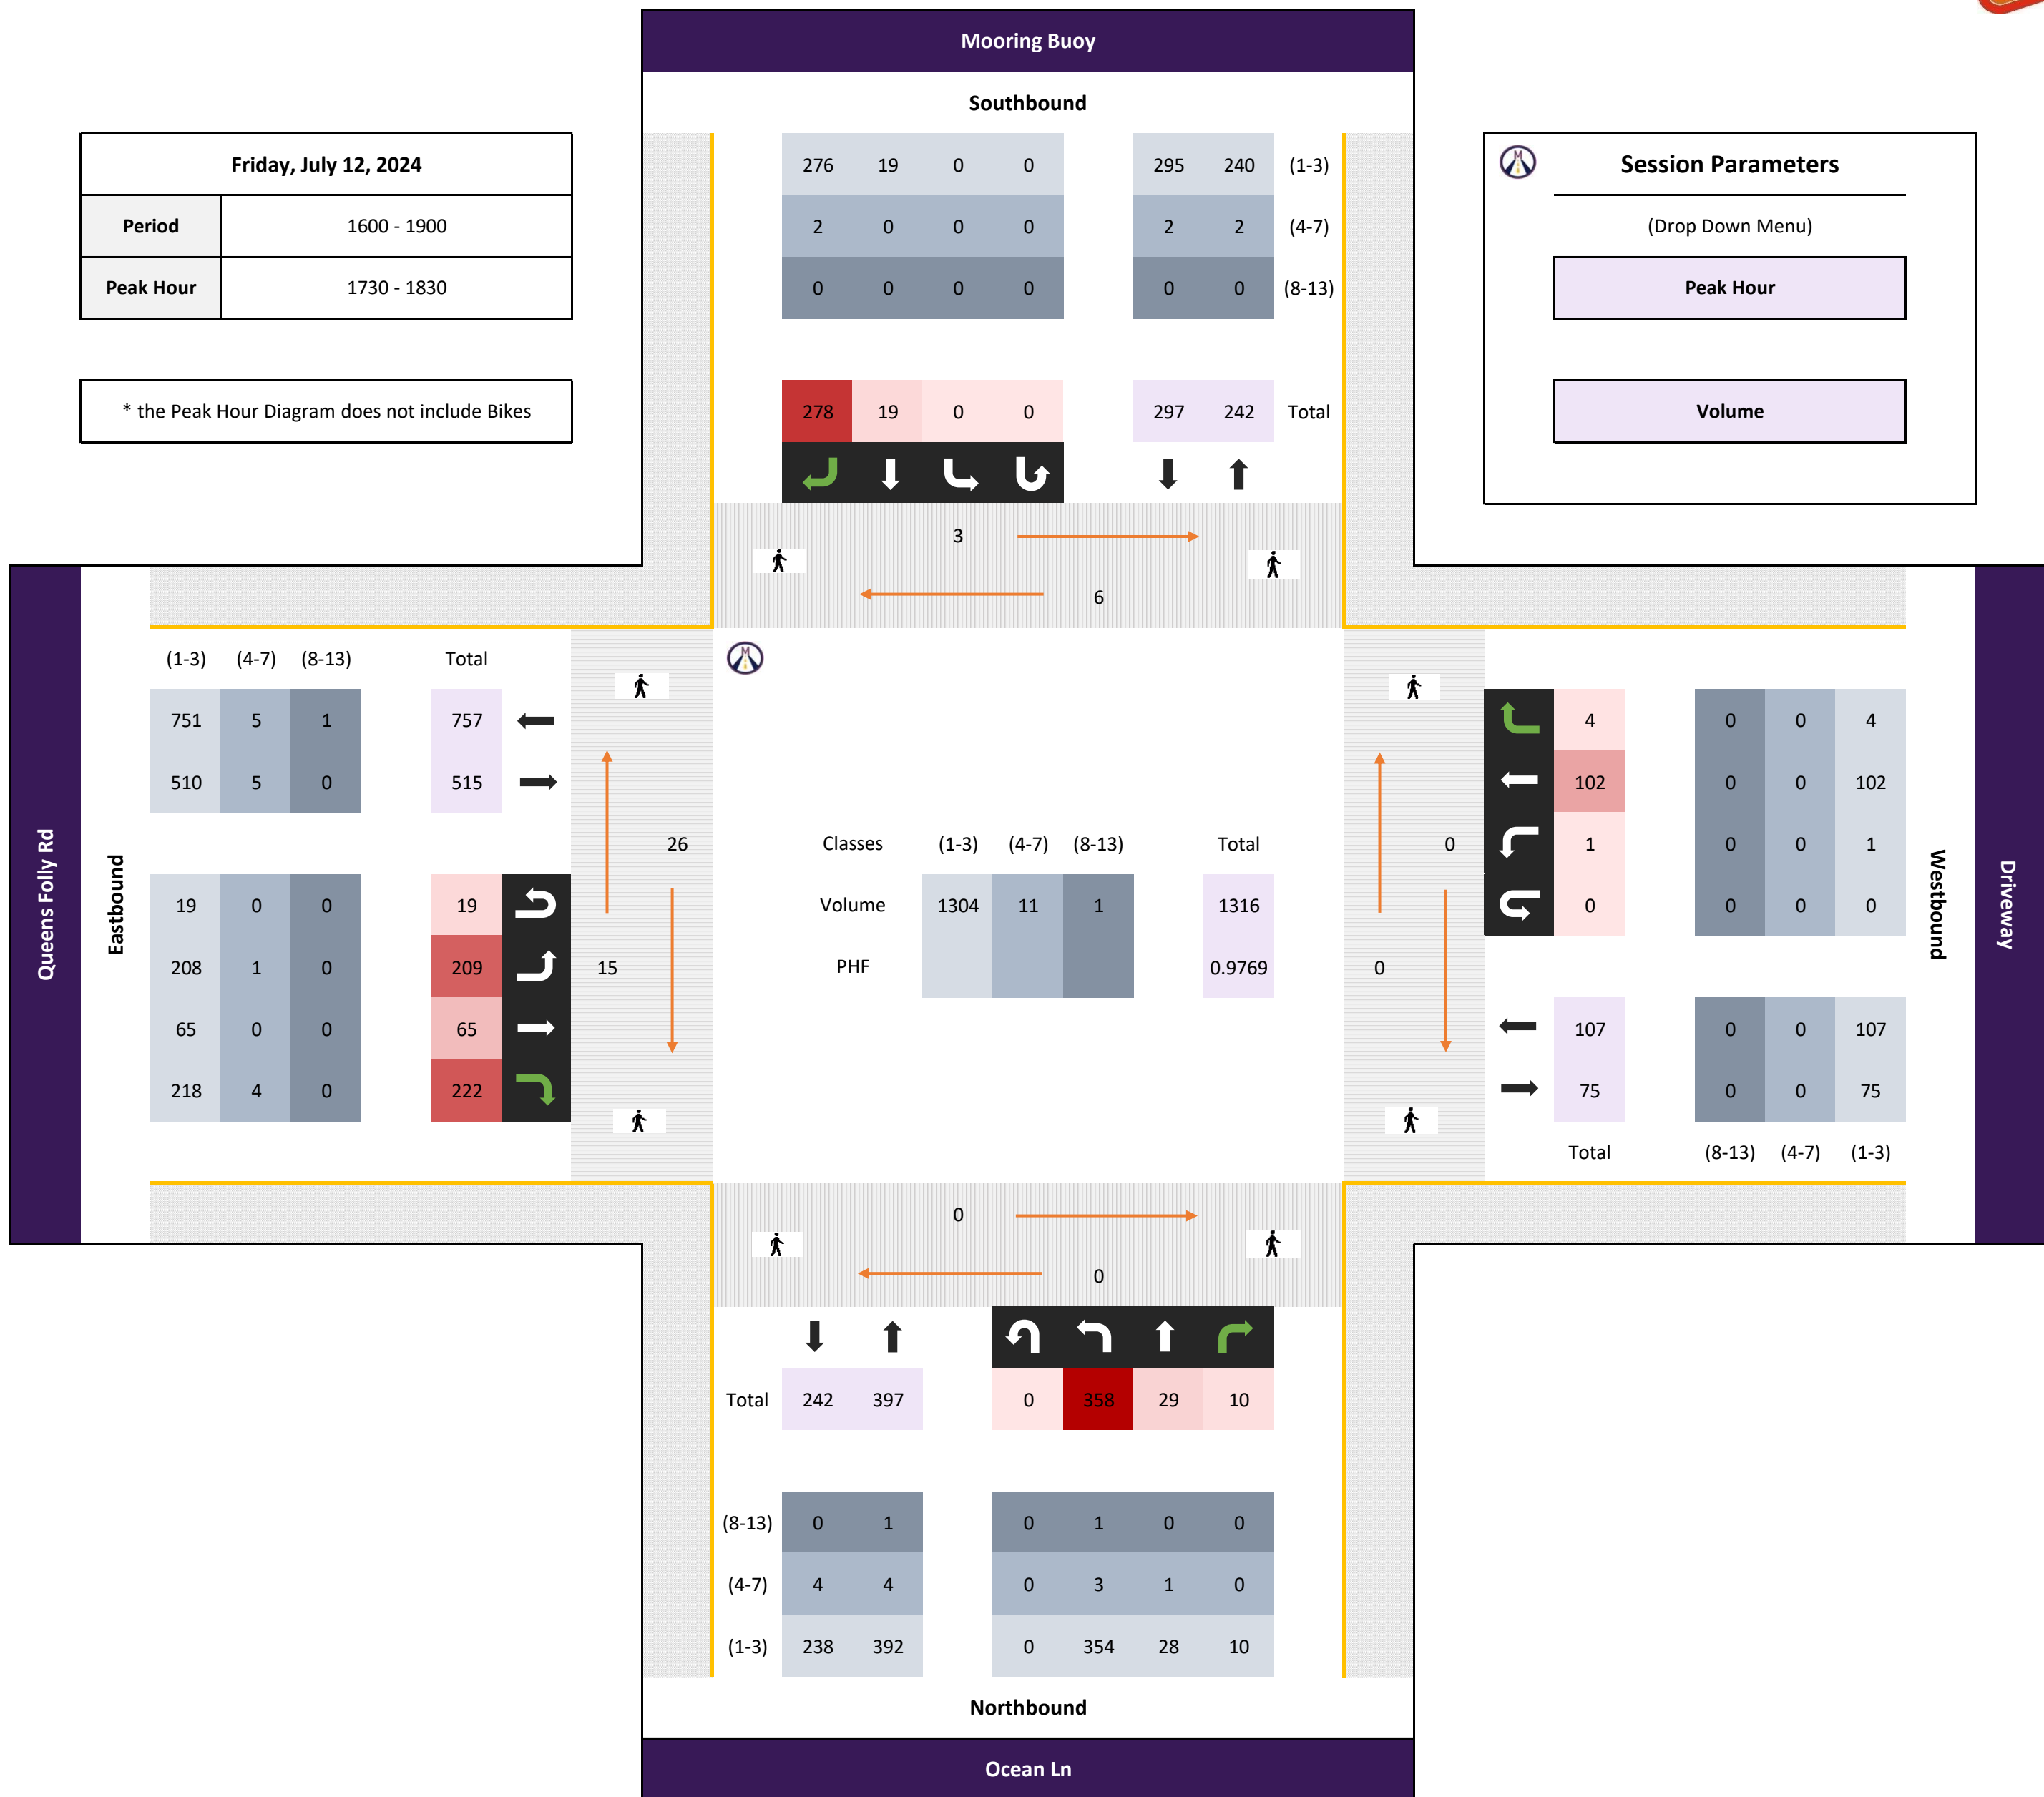 Mooring Buoy
Southbound
Friday, July 12, 2024
Period 1600 - 1900
Peak Hour 1730 - 1830
* the Peak Hour Diagram does not include Bikes
276 19 0 0 295 240 (1-3)
2 0 0 0 2 2 (4-7)
0 0 0 0 0 0 (8-13)
278 19 0 0 297 242 Total
M
Session Parameters
(Drop Down Menu)
Peak Hour
Volume
3
6
Queens Folly Rd
Eastbound
(1-3) (4-7) (8-13) Total
751 5 1 757
510 5 0 515
19 0 0 19
208 1 0 209
65 0 0 65
218 4 0 222
26
15
M
Classes (1-3) (4-7) (8-13) Total
Volume 1304 11 1 1316
PHF 0.9769
0
0
4 0 0 4
102 0 0 102
1 0 0 1
0 0 0 0
107 0 0 107
75 0 0 75
Total (8-13) (4-7) (1-3)
Westbound
Driveway
0
0
Total 242 397 0 358 29 10
(8-13) 0 1 0 1 0 0
(4-7) 4 4 0 3 1 0
(1-3) 238 392 0 354 28 10
Northbound
Ocean Ln